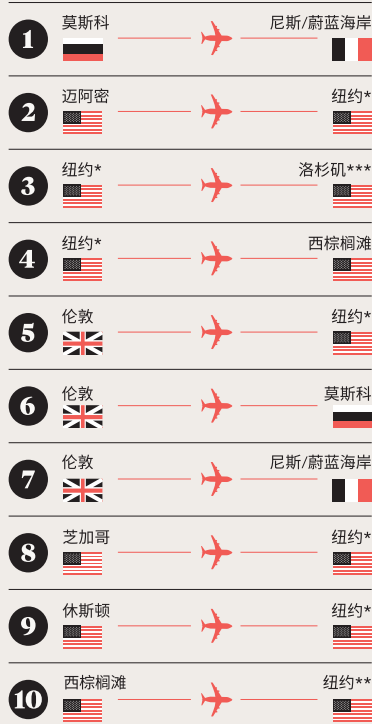 1 莫斯科 尼斯/蔚蓝海岸
2 迈阿密 纽约*
3 纽约* 洛杉矶***
4 纽约* 西棕榈滩
5 伦敦 纽约*
6 伦敦 莫斯科
7 伦敦 尼斯/蔚蓝海岸
8 芝加哥 纽约*
9 休斯顿 纽约*
10 西棕榈滩 纽约**